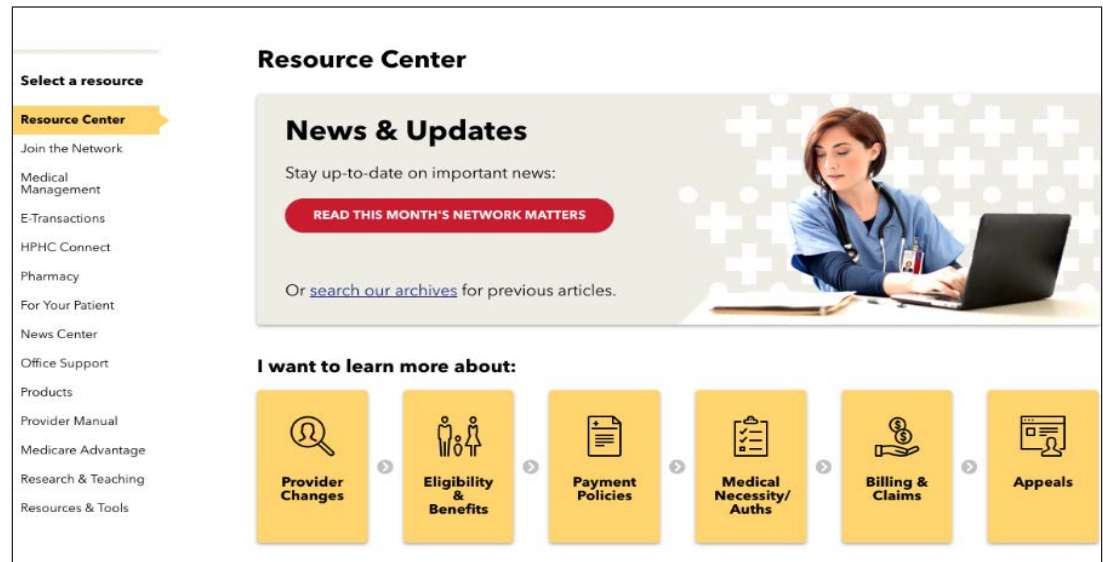 Select a resource
Resource Center
Join the Network
Medical
Management
E-Transactions
HPHC Connect
Pharmacy
For Your Patient
News Center
Office Support
Products
Provider Manual
Medicare Advantage
Research & Teaching
Resources & Tools
Resource Center
News & Updates
Stay up-to-date on important news:
READ THIS MONTH'S NETWORK MATTERS
Or search our archives for previous articles.
I want to learn more about:
Provider
Changes
Eligibility
&
Benefits
Payment
Policies
Medical
Necessity/
Auths
Billing &
Claims
Appeals